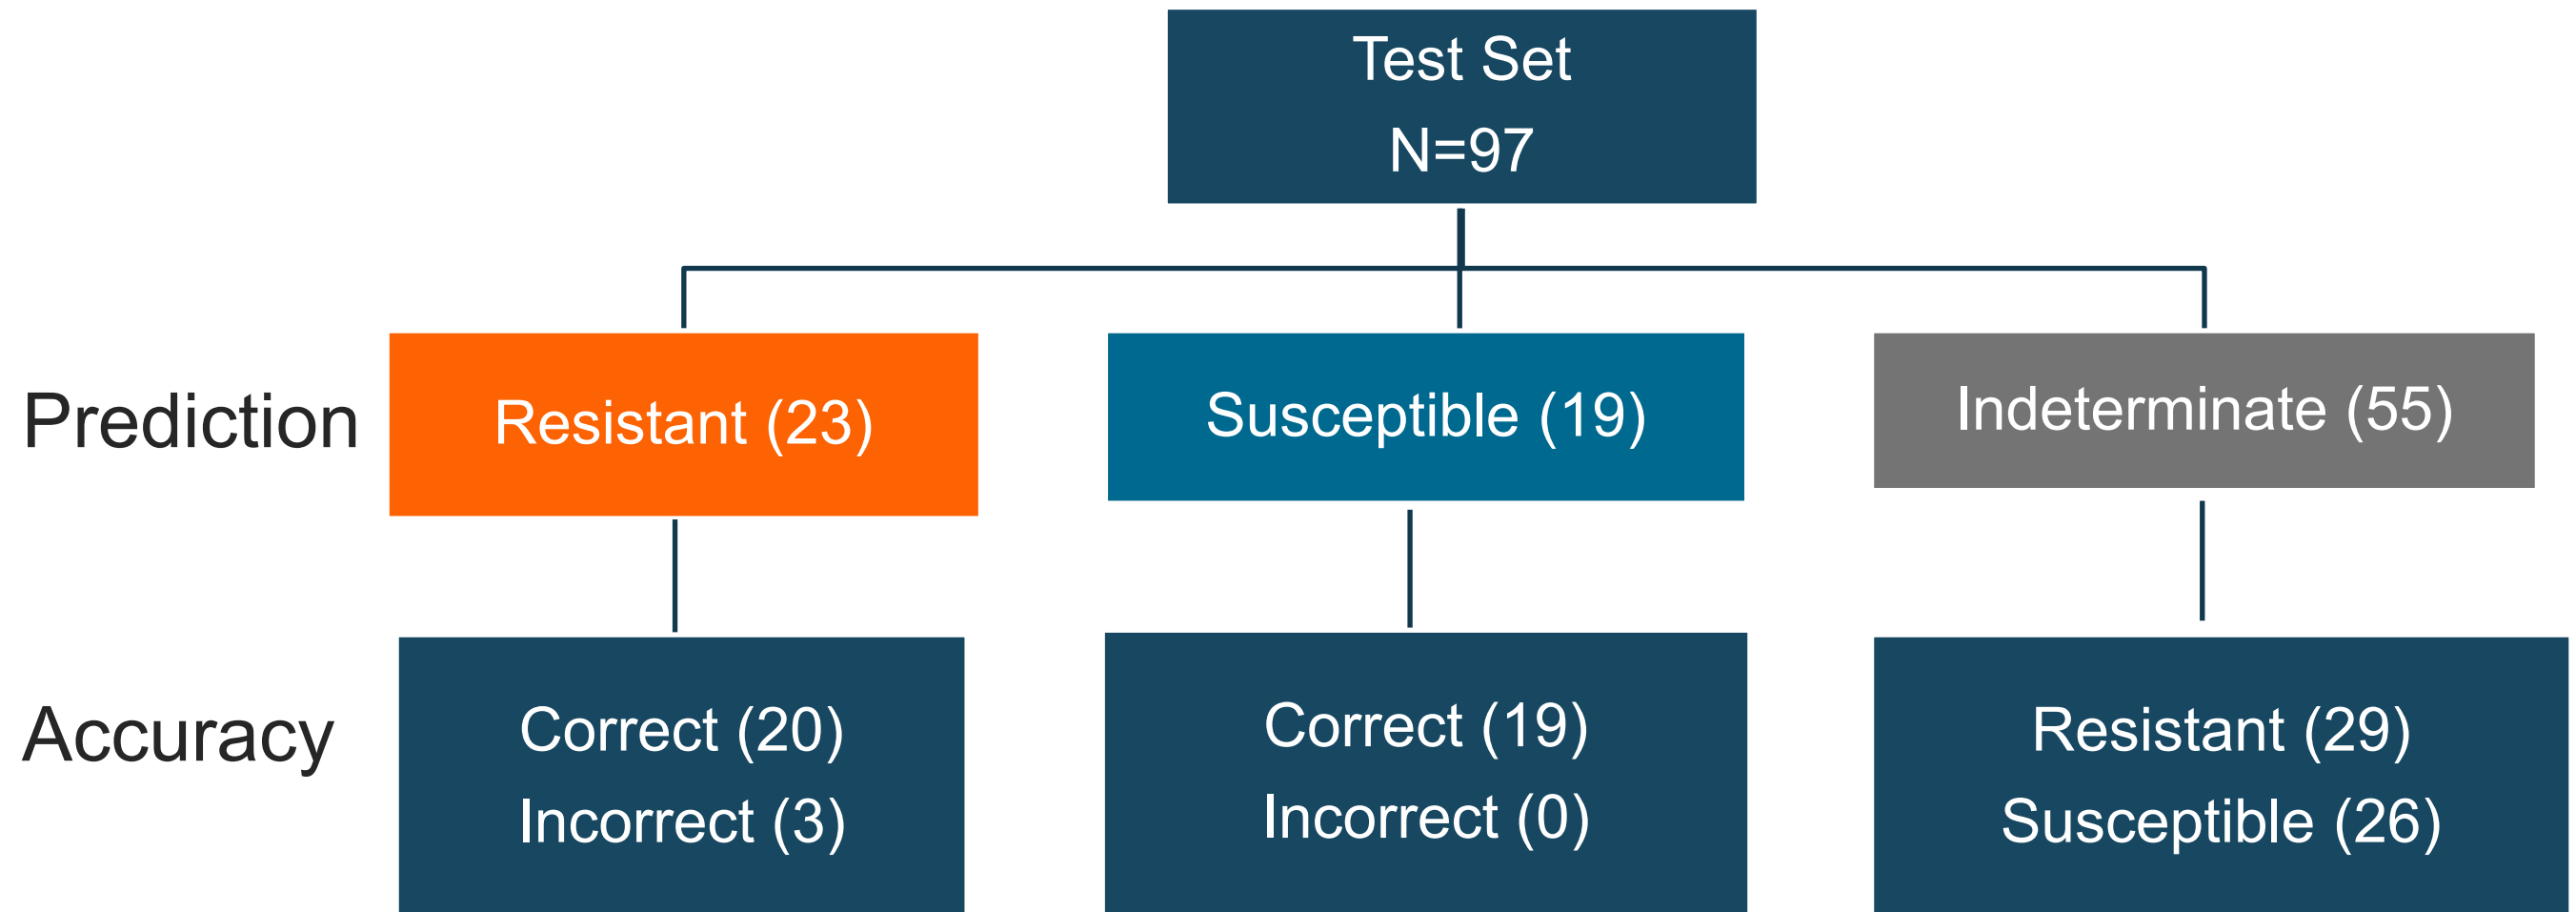 Test Set
N=97
Prediction
Resistant (23)
Susceptible (19)
Indeterminate (55)
Accuracy
Correct (20)
Incorrect (3)
Correct (19)
Incorrect (0)
Resistant (29)
Susceptible (26)